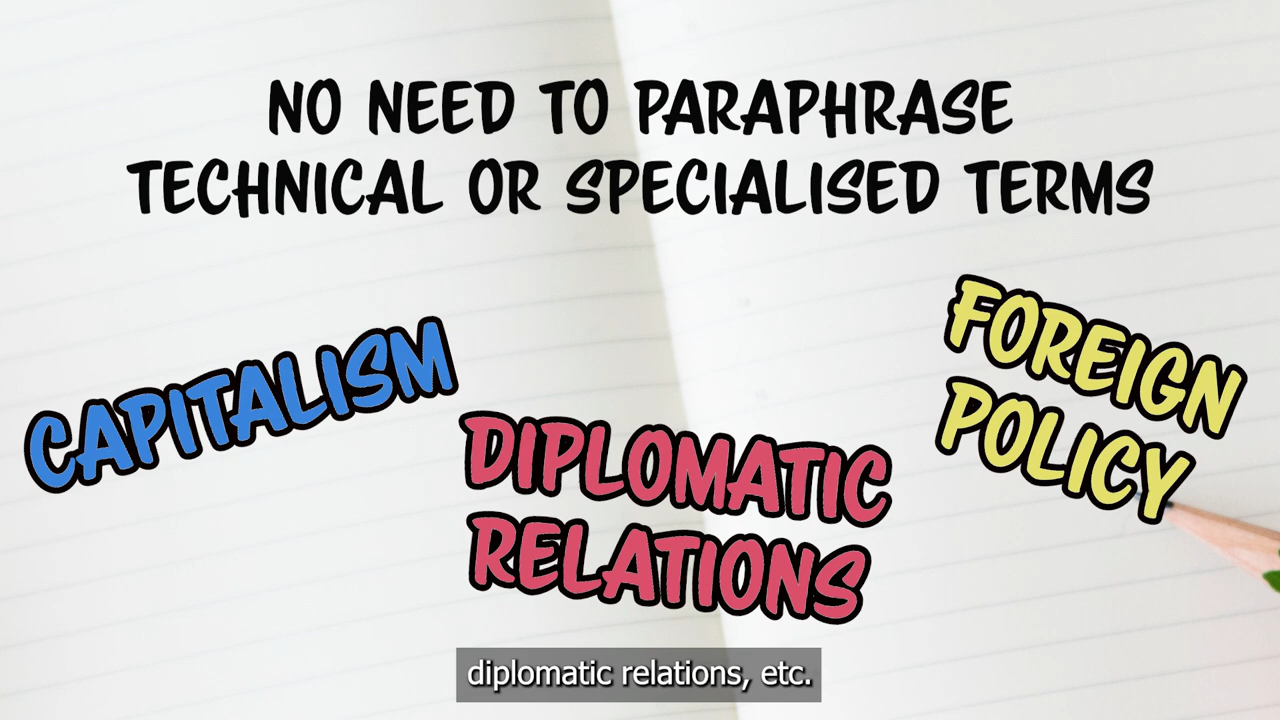 NO NEED TO PARAPHRASE
TECHNICAL OR SPECIALISED TERMS
CAPITALISM
DIPLOMATIC
RELATIONS
FOREIGN
POLICY
diplomatic relations, etc.